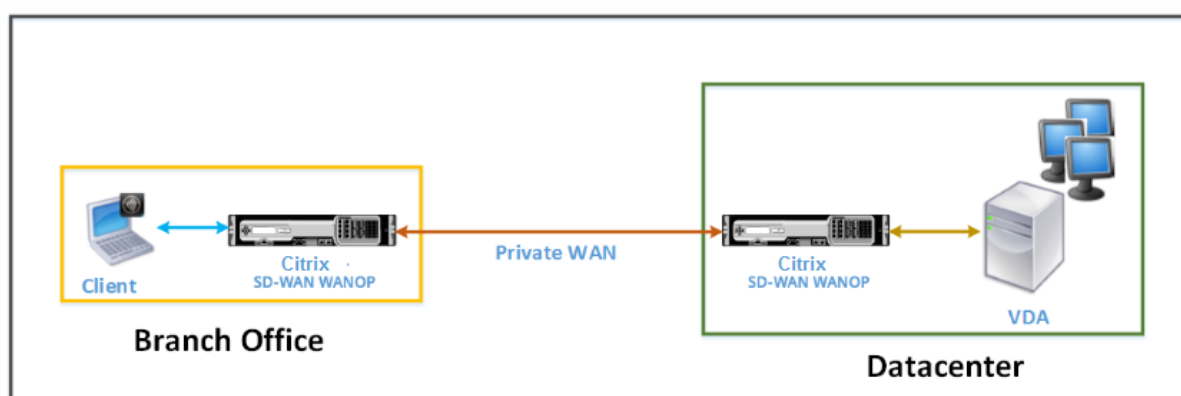 Client
Citrix
SD-WAN WANOP
Private WAN
Citrix
SD-WAN WANOP
VDA
Branch Office
Datacenter